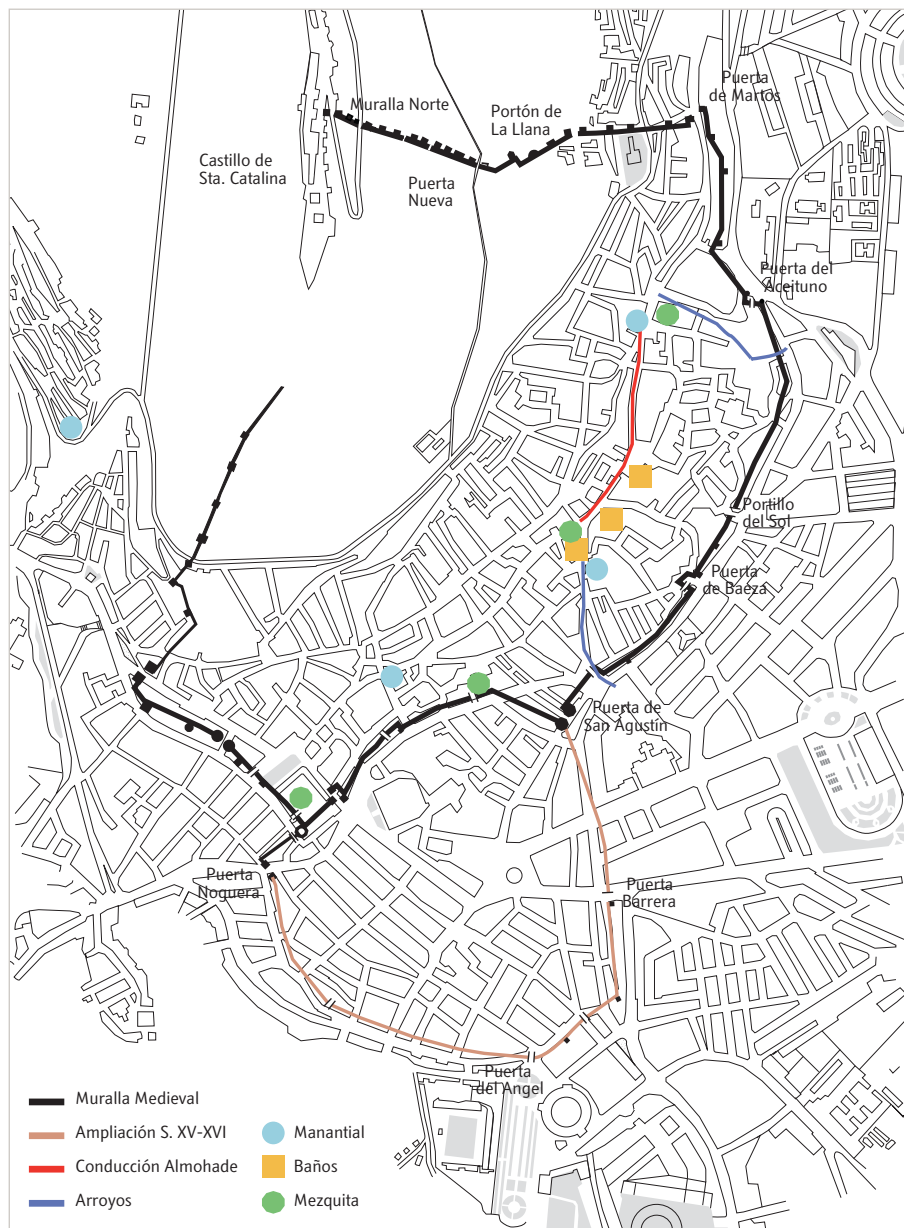 Puerta
de Martos
Muralla Norte
Portón de
La Llana
Castillo de
Sta. Catalina
Puerta
Nueva
Puerta del
Aceituno
Portillo
del Sol
Puerta
de Baeza
Puerta de
San Agustín
Puerta
Noguera
Puerta
Barrera
Puerta
del Angel
Muralla Medieval
Ampliación S. XV-XVI
Conducción Almohade
Arroyos
Manantial
Baños
Mezquita